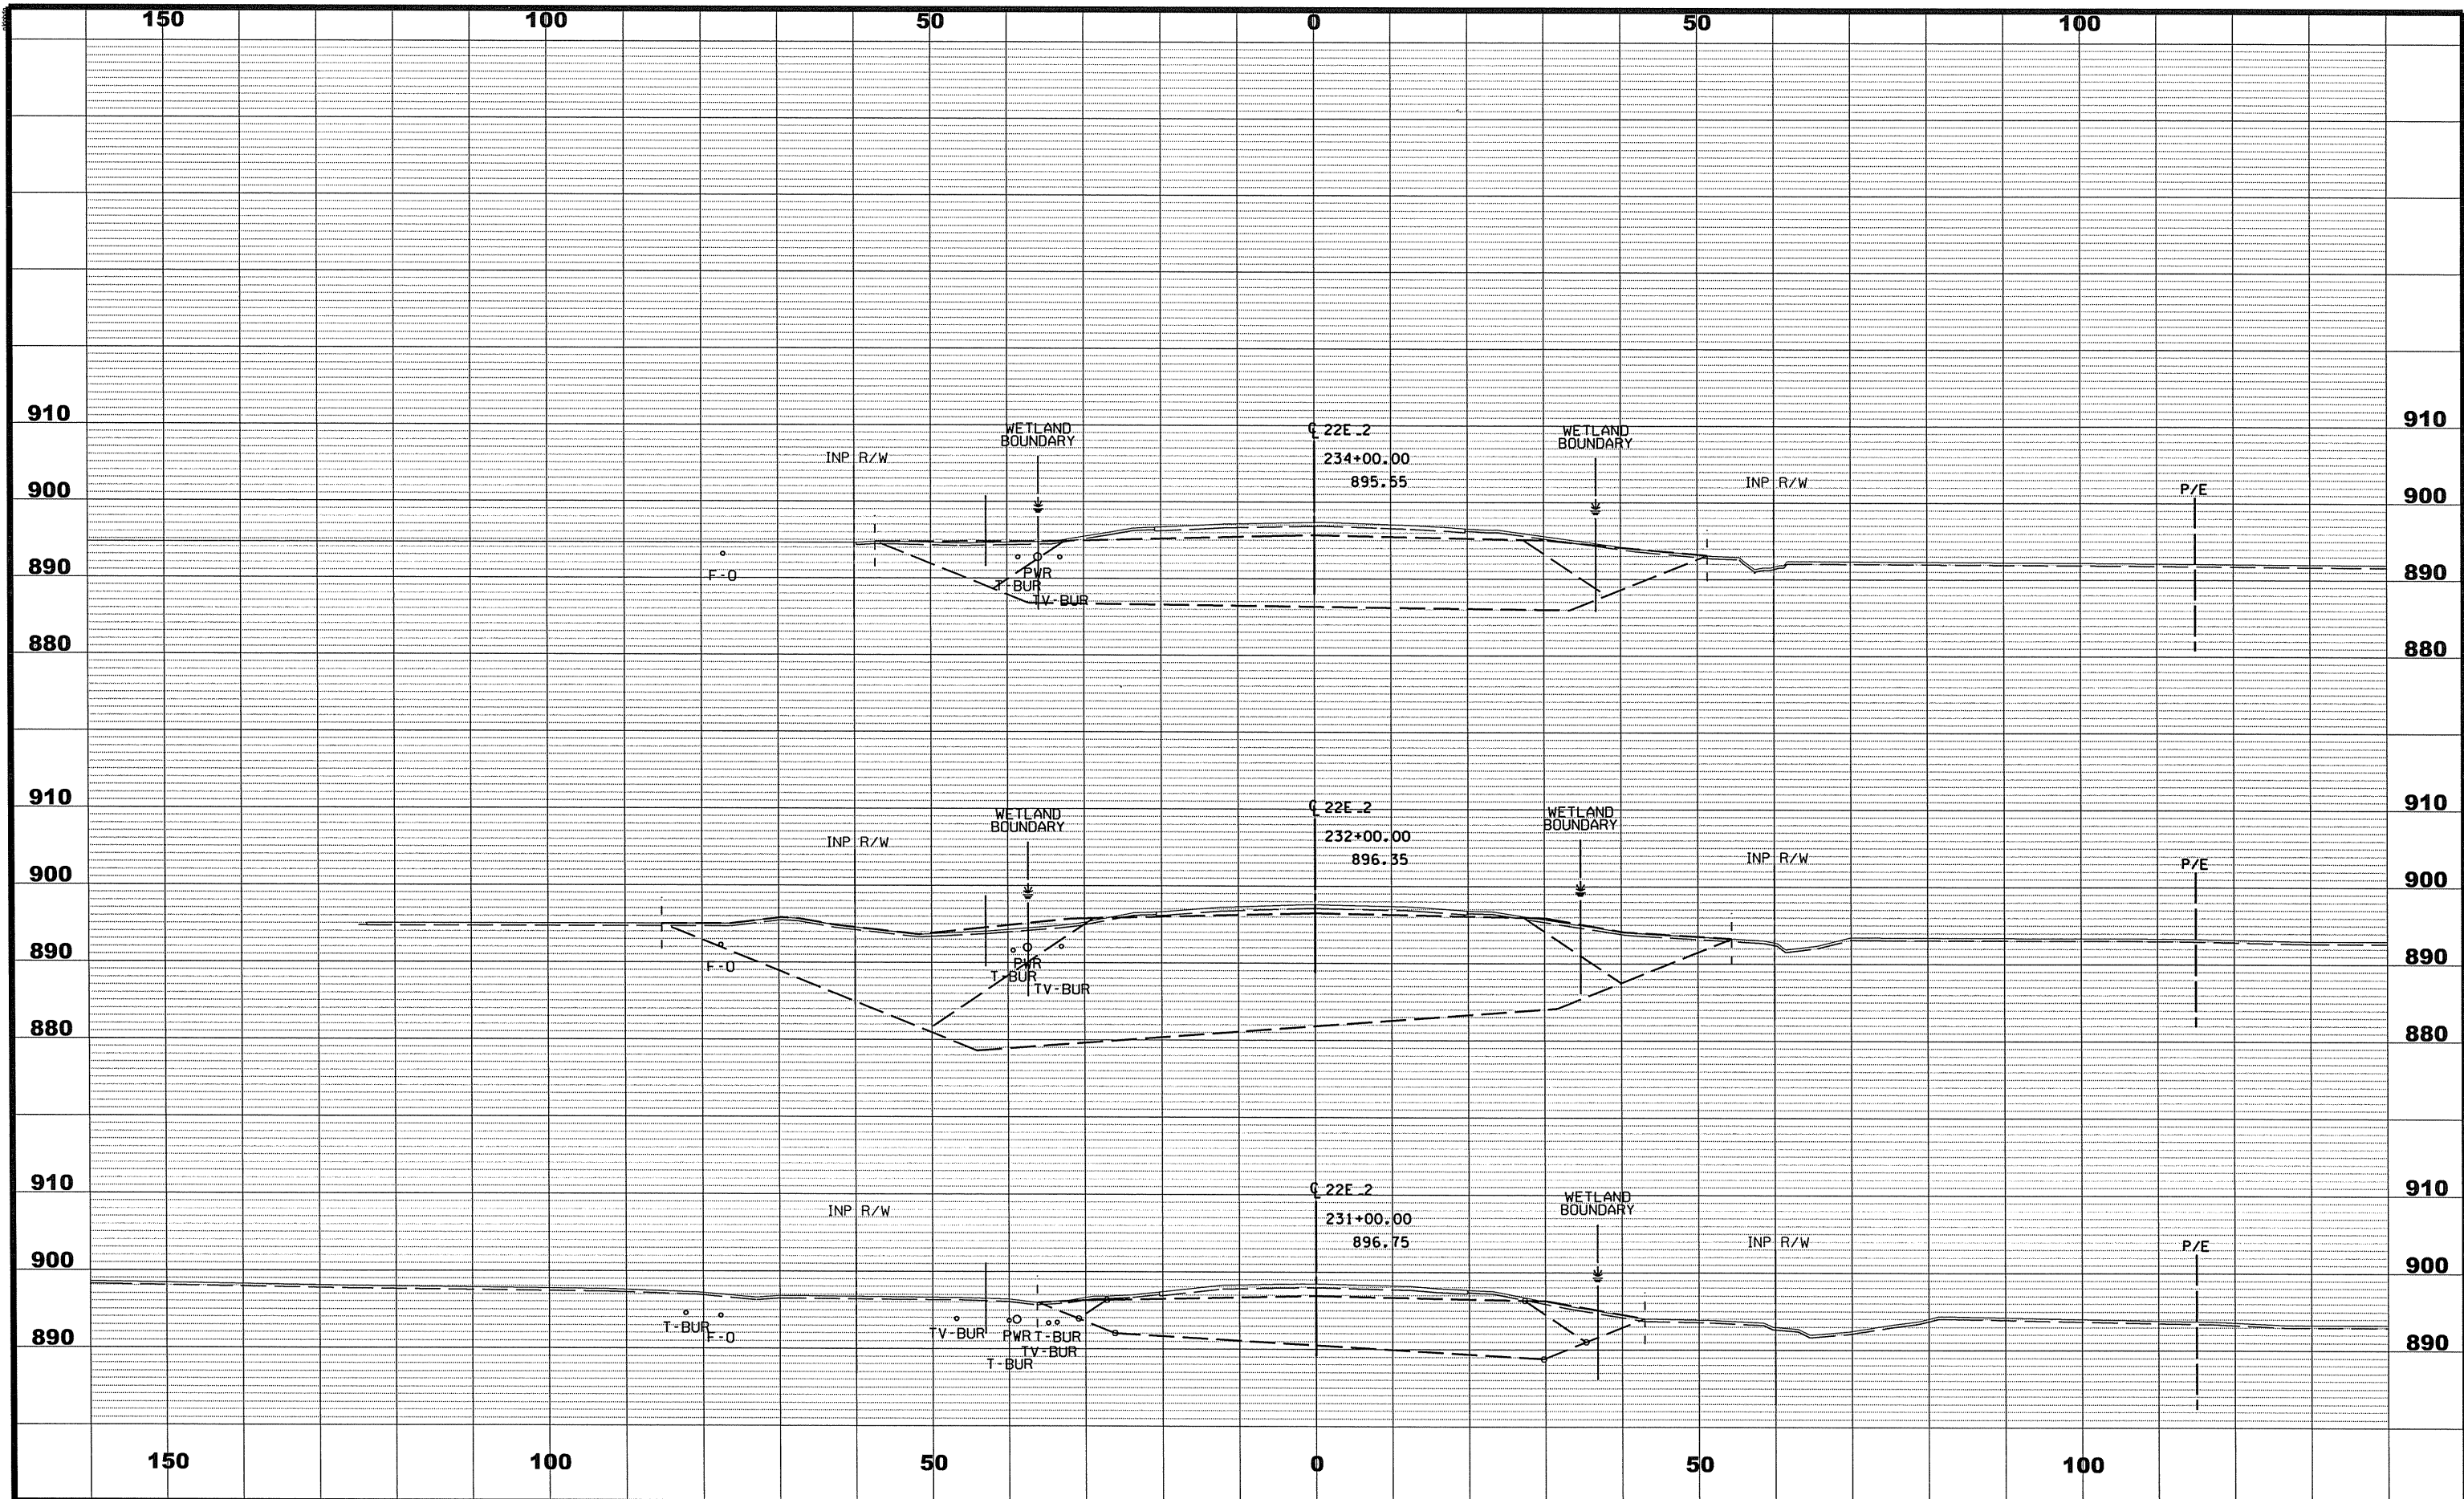 150 100 50 0 50 100
910 910
WETLAND
BOUNDARY
℄ 22E_2
WETLAND
BOUNDARY
INP R/W
234+00.00
895.55
INP R/W
P/E
900 900
F-O
PWR
T-BUR
TV-BUR
890 890
880 880
910 910
WETLAND
BOUNDARY
℄ 22E_2
WETLAND
BOUNDARY
INP R/W
232+00.00
896.35
INP R/W
P/E
900 900
F-O
PWR
T-BUR
TV-BUR
890 890
880 880
910 910
℄ 22E_2
WETLAND
BOUNDARY
INP R/W
231+00.00
896.75
INP R/W
P/E
900 900
T-BUR
F-O
TV-BUR
PWR
T-BUR
TV-BUR
T-BUR
890 890
150 100 50 0 50 100